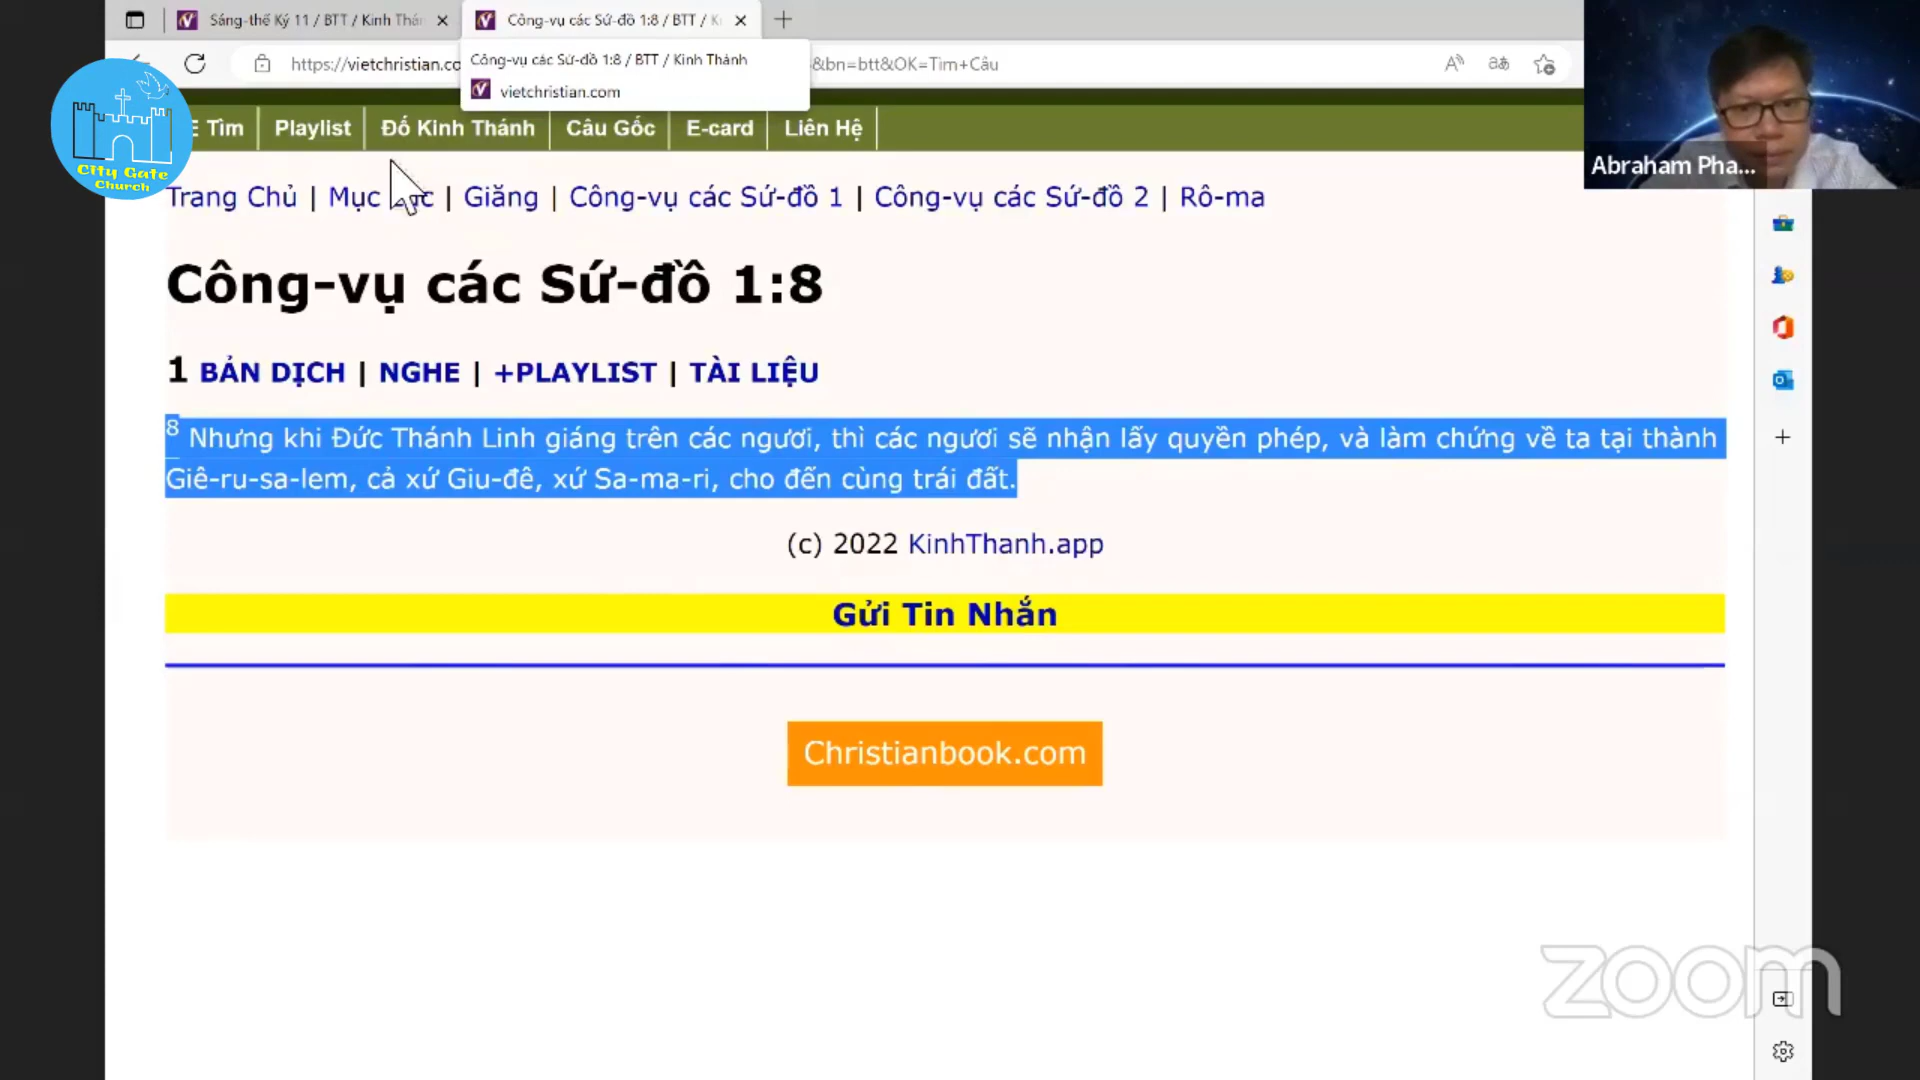 Sáng-thế Ký 11 / BTT / Kinh Thán
Công-vụ các Sứ-đồ 1:8 / BTT / Ki
https://vietchristian.co
&bn=btt&OK=Tìm+Câu
Công-vụ các Sứ-đồ 1:8 / BTT / Kinh Thánh
vietchristian.com
City Gate
Church
Tìm
Playlist
Đố Kinh Thánh
Câu Gốc
E-card
Liên Hệ
Abraham Pha...
Trang Chủ | Mục | Giăng | Công-vụ các Sứ-đồ 1 | Công-vụ các Sứ-đồ 2 | Rô-ma
Công-vụ các Sứ-đồ 1:8
1 BẢN DỊCH | NGHE | +PLAYLIST | TÀI LIỆU
8 Nhưng khi Đức Thánh Linh giáng trên các ngươi, thì các ngươi sẽ nhận lấy quyền phép, và làm chứng về ta tại thành
Giê-ru-sa-lem, cả xứ Giu-đê, xứ Sa-ma-ri, cho đến cùng trái đất.
(c) 2022 KinhThanh.app
Gửi Tin Nhắn
Christianbook.com
zoom